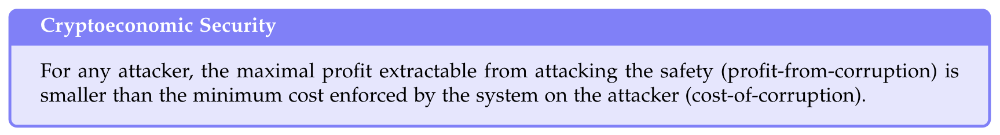 Cryptoeconomic Security
For any attacker, the maximal profit extractable from attacking the safety (profit-from-corruption) is
smaller than the minimum cost enforced by the system on the attacker (cost-of-corruption).